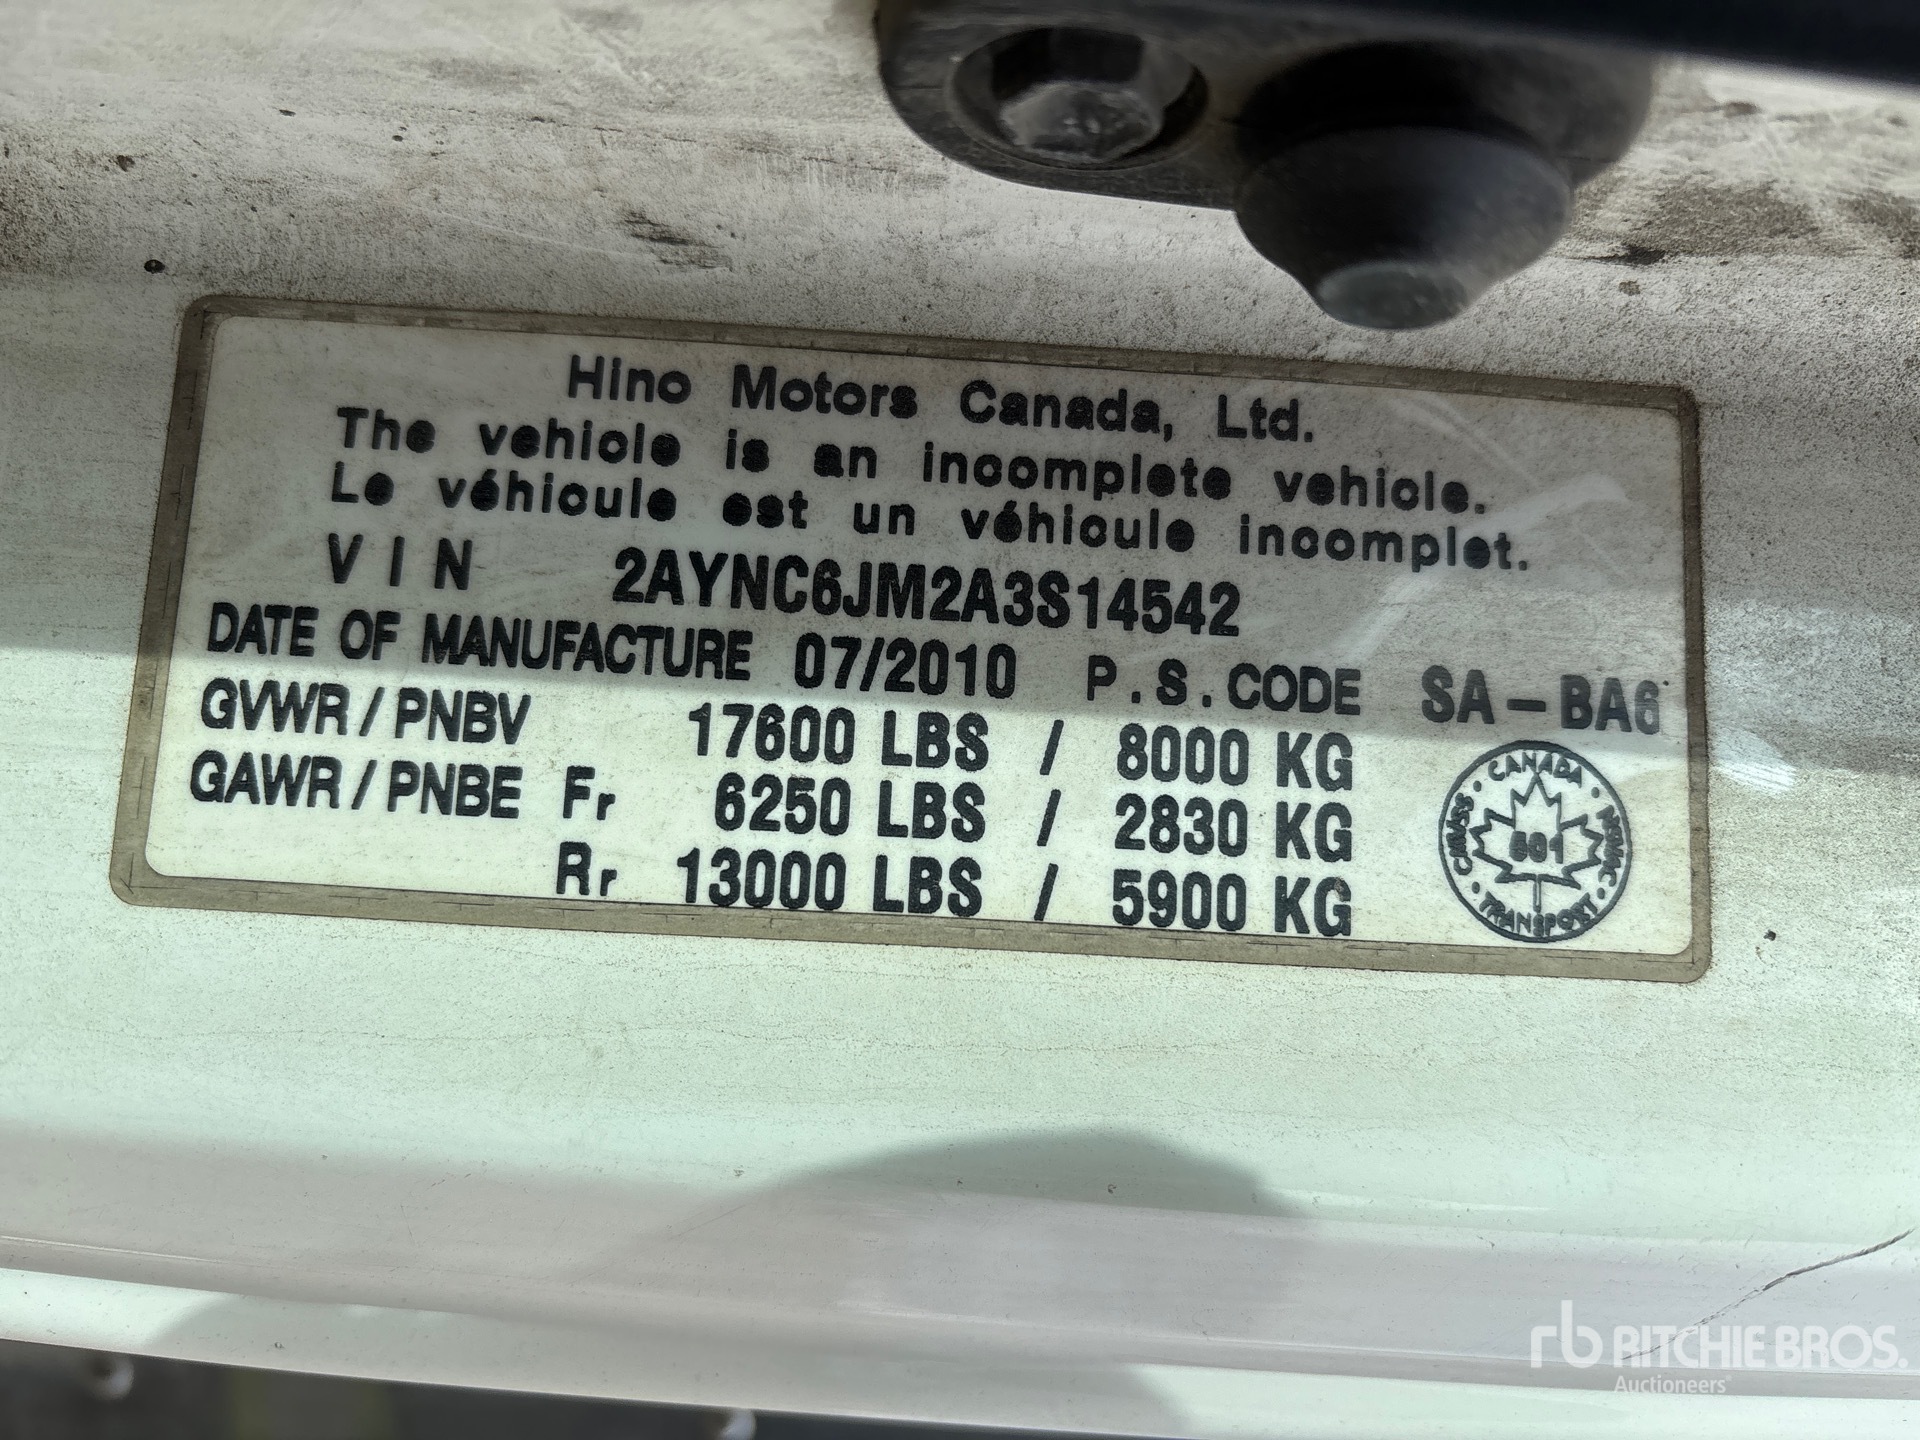 Hino Motors Canada, Ltd.
The vehicle is an incomplete vehicle.
Le véhicule est un véhicule incomplet.
VIN 2AYNC6JM2A3S14542
DATE OF MANUFACTURE 07/2010 P.S.CODE SA-BA6
GVWR/PNBV 17600 LBS / 8000 KG
GAWR/PNBE Fr 6250 LBS / 2830 KG
Rr 13000 LBS / 5900 KG
CANADA
TRANSPORT
rb RITCHIE BROS.
Auctioneers